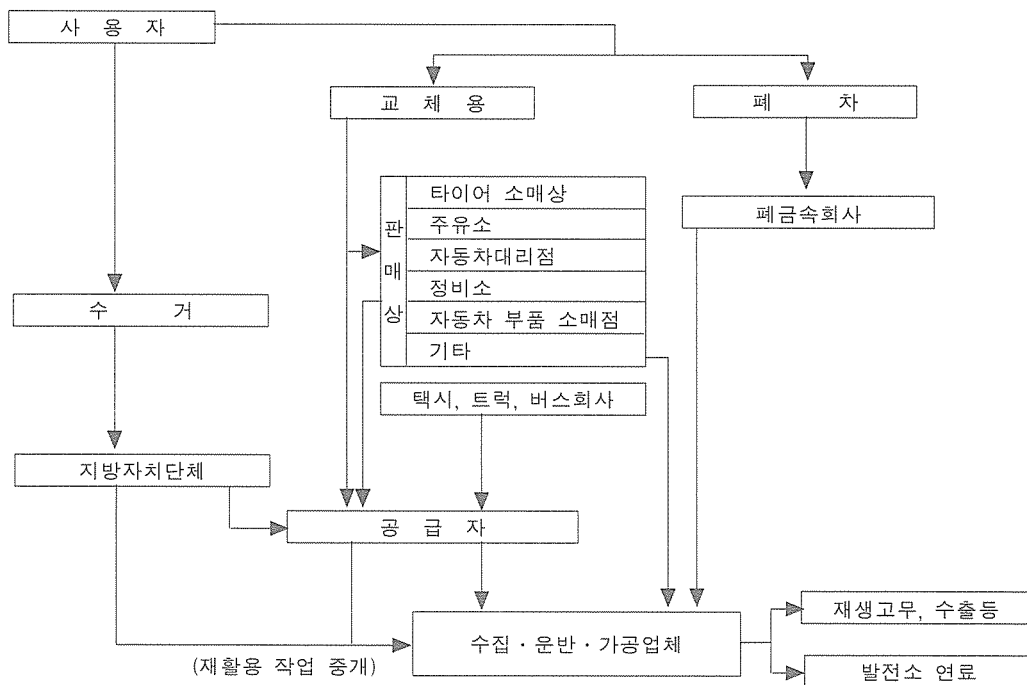 사 용 자
교 체 용
폐 차
판매상
타이어 소매상
주유소
자동차대리점
정비소
자동차 부품 소매점
기타
폐금속회사
수 거
택시, 트럭, 버스회사
지방자치단체
공 급 자
수집·운반·가공업체
(재활용 작업 중개)
재생고무, 수출등
발전소 연료